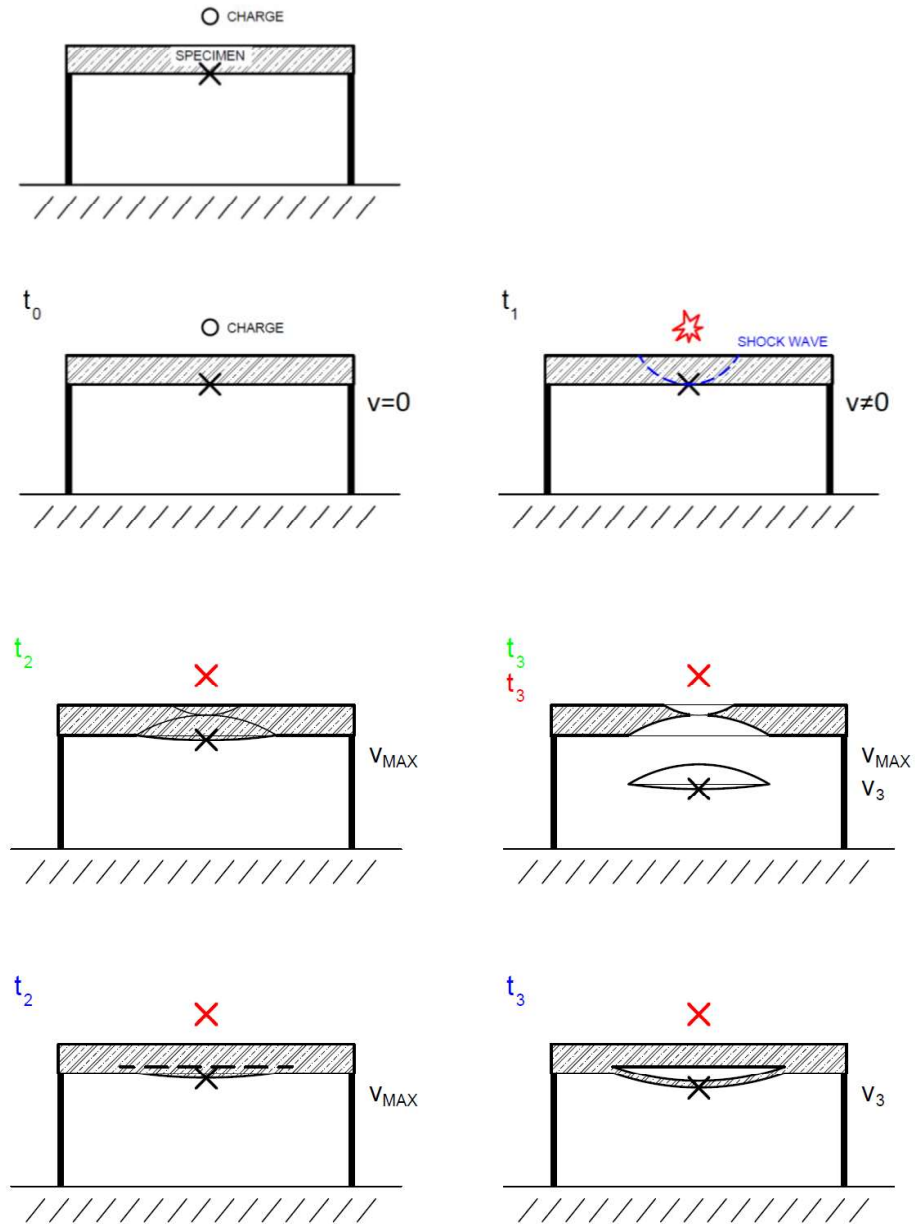 CHARGE
SPECIMEN
t0
CHARGE
v=0
t1
SHOCK WAVE
v≠0
t2
vMAX
t3
t3
vMAX
v3
t2
vMAX
t3
v3